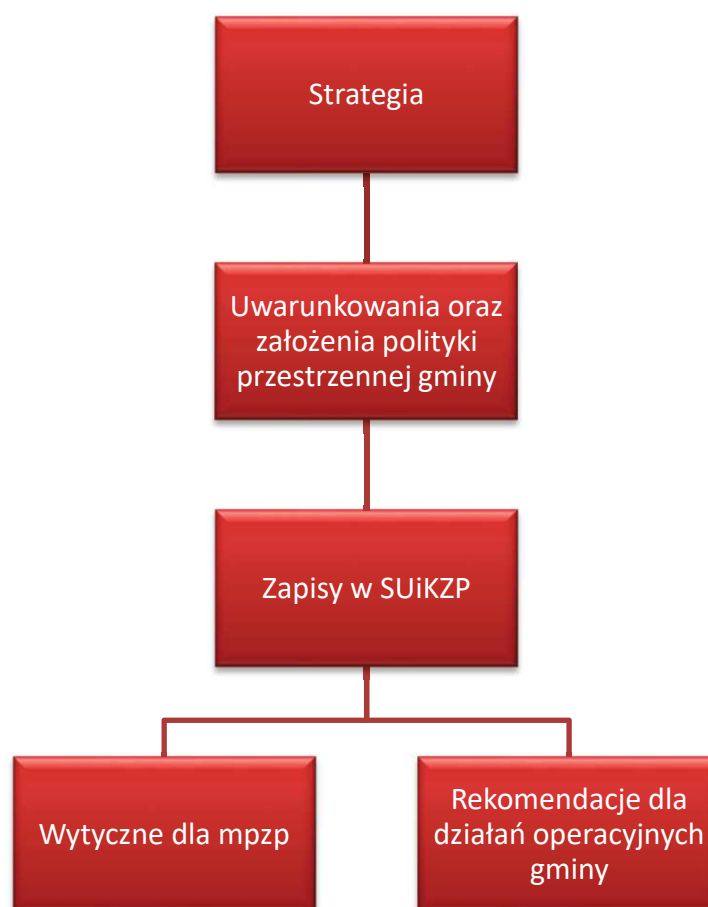 Strategia
Uwarunkowania oraz
założenia polityki
przestrzennej gminy
Zapisy w SUiKZP
Wytyczne dla mpzp
Rekomendacje dla
działań operacyjnych
gminy